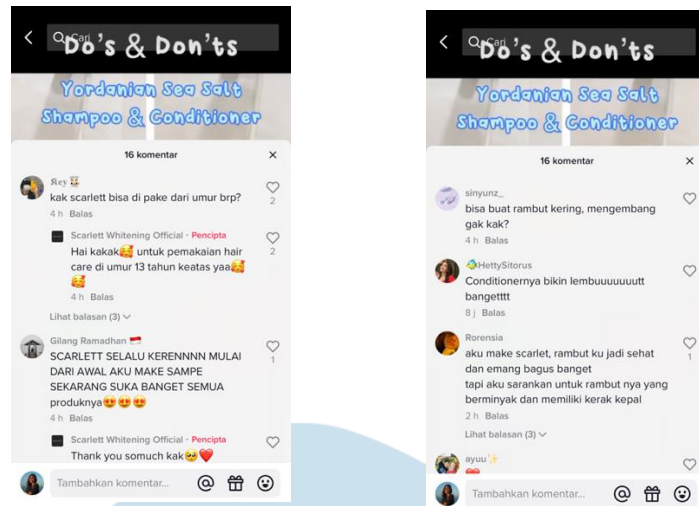 Cari
Do's & Don'ts
Yordanian Sea Salt
Shampoo & Conditioner
16 komentar
Rey
kak scarlett bisa di pake dari umur brp?
2
4 h Balas
Scarlett Whitening Official · Pencipta
Hai kakak🥰 untuk pemakaian hair
care di umur 13 tahun keatas yaa🥰
🥰
2
4 h Balas
Lihat balasan (3)
Gilang Ramadhan 🇮🇩
SCARLETT SELALU KERENNNN MULAI
DARI AWAL AKU MAKE SAMPE
SEKARANG SUKA BANGET SEMUA
produknya😍😍😍
1
4 h Balas
Scarlett Whitening Official · Pencipta
Thank you somuch kak🥺❤️
Tambahkan komentar...
Cari
Do's & Don'ts
Yordanian Sea Salt
Shampoo & Conditioner
16 komentar
sinyunz_
bisa buat rambut kering, mengembang
gak kak?
4 h Balas
HettySitorus
Conditionernya bikin lembuuuuuuutt
bangetttt
8 j Balas
Rorensia
aku make scarlet, rambut ku jadi sehat
dan emang bagus banget
tapi aku sarankan untuk rambut nya yang
berminyak dan memiliki kerak kepal
1
2 h Balas
Lihat balasan (3)
ayuu✨
❤️
Tambahkan komentar...